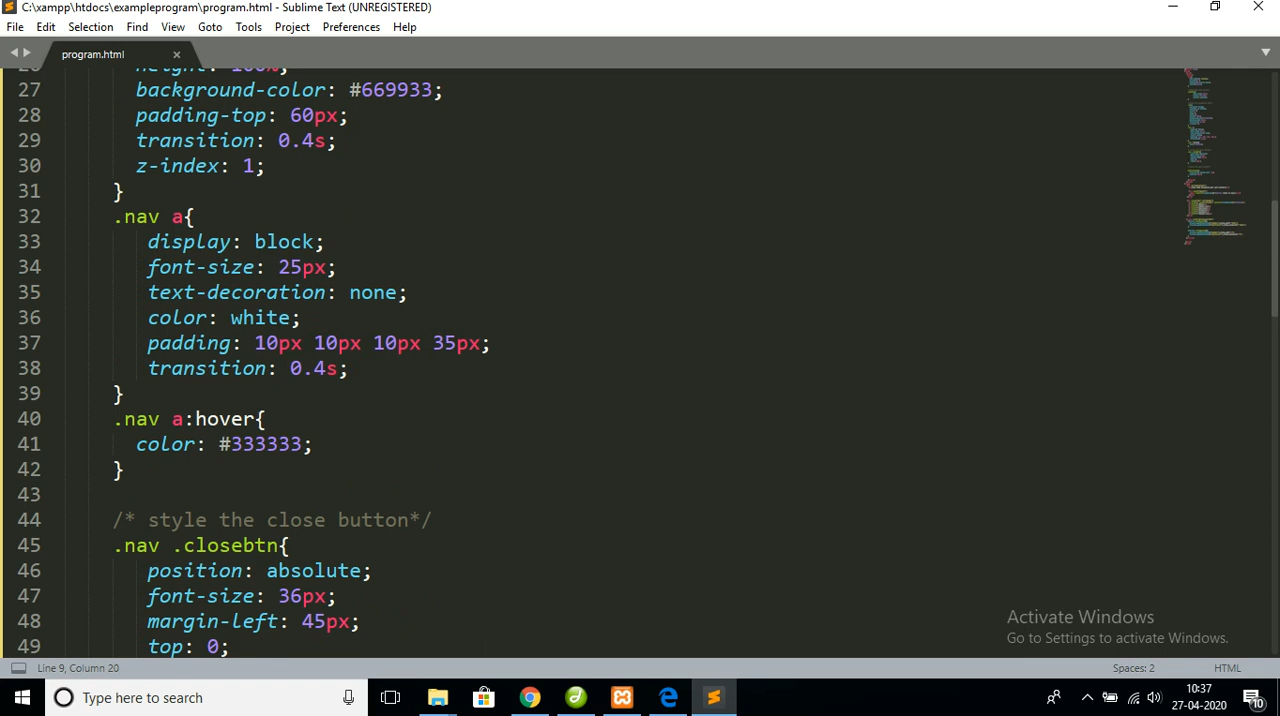 C:\xampp\htdocs\exampleprogram\program.html - Sublime Text (UNREGISTERED)
File Edit Selection Find View Goto Tools Project Preferences Help
program.html
26 height: 100%;
27 background-color: #669933;
28 padding-top: 60px;
29 transition: 0.4s;
30 z-index: 1;
31 }
32 .nav a{
33 display: block;
34 font-size: 25px;
35 text-decoration: none;
36 color: white;
37 padding: 10px 10px 10px 35px;
38 transition: 0.4s;
39 }
40 .nav a:hover{
41 color: #333333;
42 }
43
44 /* style the close button*/
45 .nav .closebtn{
46 position: absolute;
47 font-size: 36px;
48 margin-left: 45px;
49 top: 0;
Activate Windows
Go to Settings to activate Windows.
Line 9, Column 20 Spaces: 2 HTML
Type here to search
10:37
27-04-2020
10